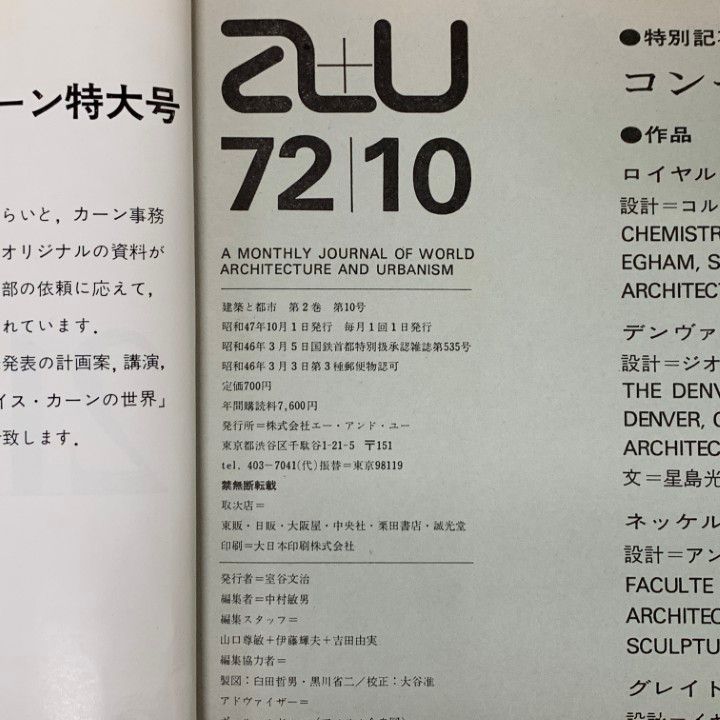 ーン特大号
らいと，カーン事務
オリジナルの資料が
部の依頼に応えて，
れています．
発表の計画案，講演，
イス・カーンの世界」
致します．
a+u
72|10
A MONTHLY JOURNAL OF WORLD
ARCHITECTURE AND URBANISM
建築と都市　第2巻　第10号
昭和47年10月1日発行　毎月1回1日発行
昭和46年3月5日国鉄首都特別扱承認雑誌第535号
昭和46年3月3日第3種郵便物認可
定価700円
年間購読料7,600円
発行所＝株式会社エー・アンド・ユー
東京都渋谷区千駄谷1-21-5　〒151
tel. 403-7041(代)振替＝東京98119
禁無断転載
取次店＝
東販・日販・大阪屋・中央社・栗田書店・誠光堂
印刷＝大日本印刷株式会社
発行者＝室谷文治
編集者＝中村敏男
編集スタッフ＝
山口尊敏＋伊藤輝夫＋吉田由実
編集協力者＝
製図：臼田哲男・黒川省二／校正：大谷准
アドヴァイザー＝
●特別記
コン
●作品
ロイヤル
設計＝コル
CHEMISTR
EGHAM, S
ARCHITECT
デンヴァ
設計＝ジオ
THE DENV
DENVER, C
ARCHITEC
文＝星島光
ネッケル
設計＝アン
FACULTE
ARCHITEC
SCULPTU
グレイト